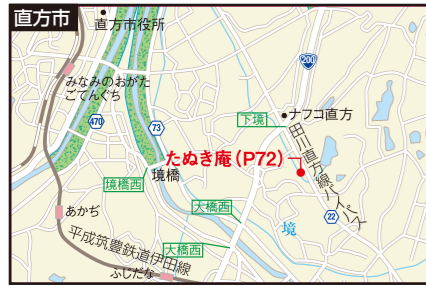 直方市
直方市役所
みなみのおがた
ごてんぐち
200
470
73
ナフコ直方
下境
田川直方線バイパス
たぬき庵(P72)
境橋西
境橋
大橋西
あかぢ
22
境
平成筑豊鉄道伊田線
大橋西
ふじだな